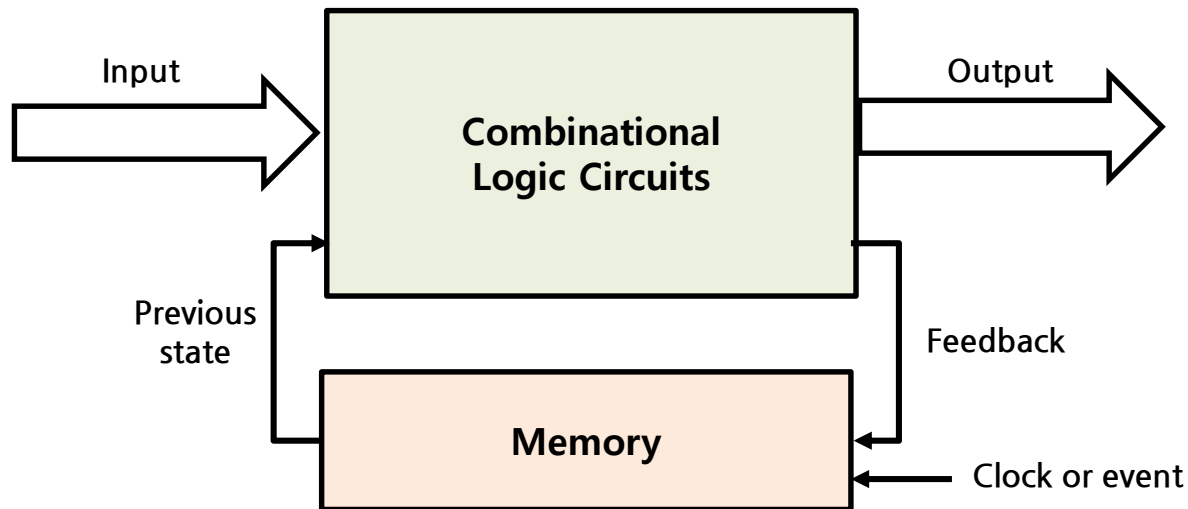 Input
Output
Combinational
Logic Circuits
Previous
state
Feedback
Memory
Clock or event